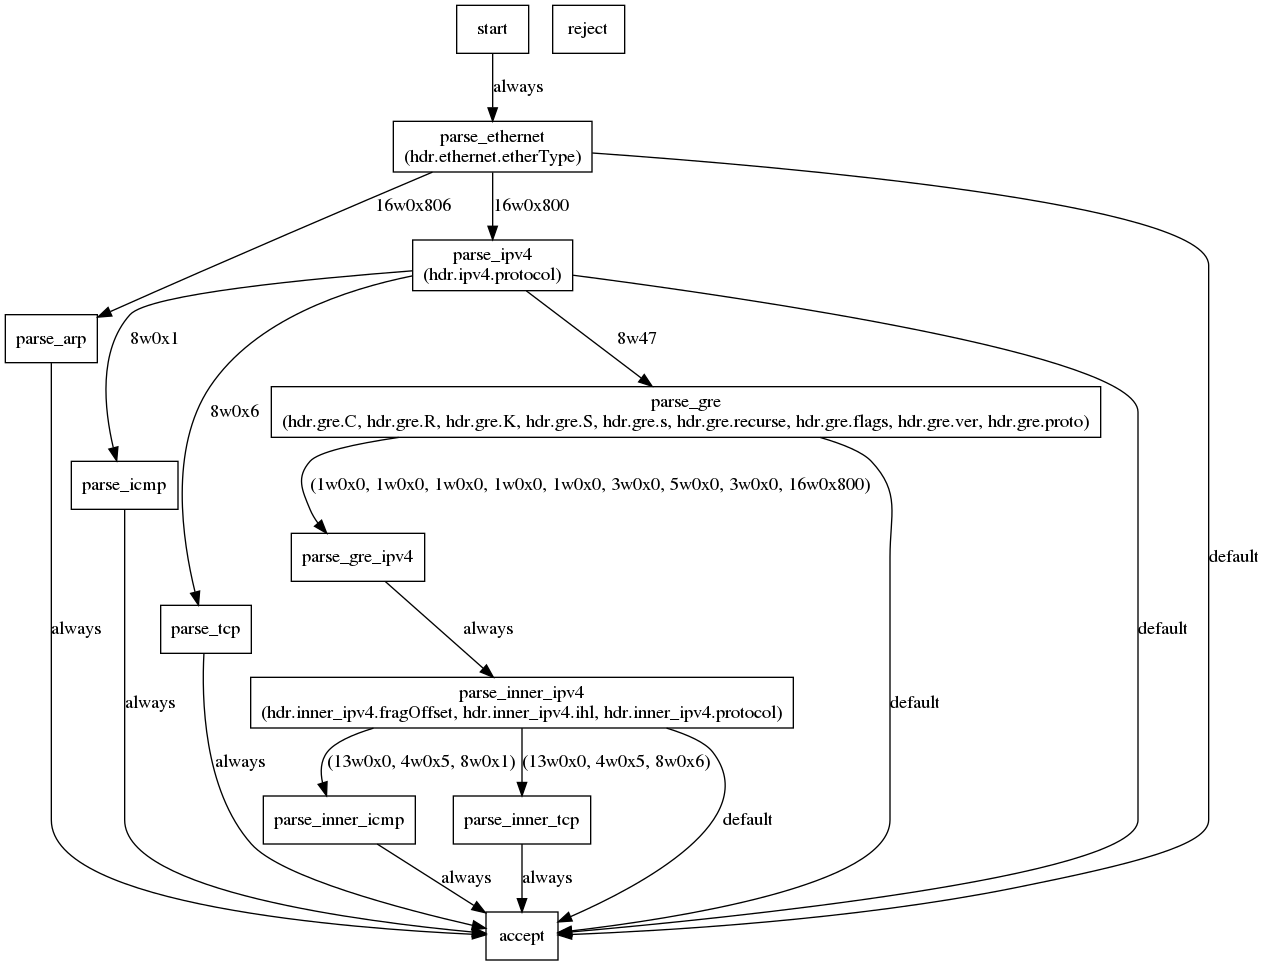 start
reject
always
parse_ethernet
(hdr.ethernet.etherType)
16w0x806
16w0x800
parse_ipv4
(hdr.ipv4.protocol)
parse_arp
8w0x1
8w47
8w0x6
parse_gre
(hdr.gre.C, hdr.gre.R, hdr.gre.K, hdr.gre.S, hdr.gre.s, hdr.gre.recurse, hdr.gre.flags, hdr.gre.ver, hdr.gre.proto)
parse_icmp
(1w0x0, 1w0x0, 1w0x0, 1w0x0, 1w0x0, 3w0x0, 5w0x0, 3w0x0, 16w0x800)
parse_gre_ipv4
default
parse_tcp
always
always
default
always
default
parse_inner_ipv4
(hdr.inner_ipv4.fragOffset, hdr.inner_ipv4.ihl, hdr.inner_ipv4.protocol)
always
(13w0x0, 4w0x5, 8w0x1)
(13w0x0, 4w0x5, 8w0x6)
parse_inner_icmp
parse_inner_tcp
default
always
always
accept